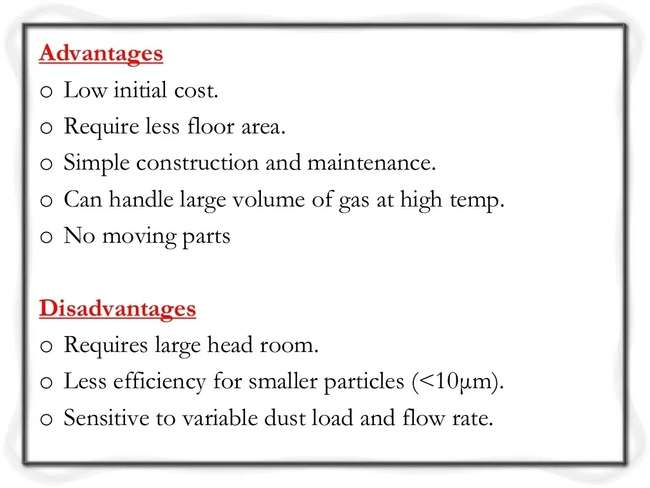 Advantages
o Low initial cost.
o Require less floor area.
o Simple construction and maintenance.
o Can handle large volume of gas at high temp.
o No moving parts
Disadvantages
o Requires large head room.
o Less efficiency for smaller particles (<10µm).
o Sensitive to variable dust load and flow rate.